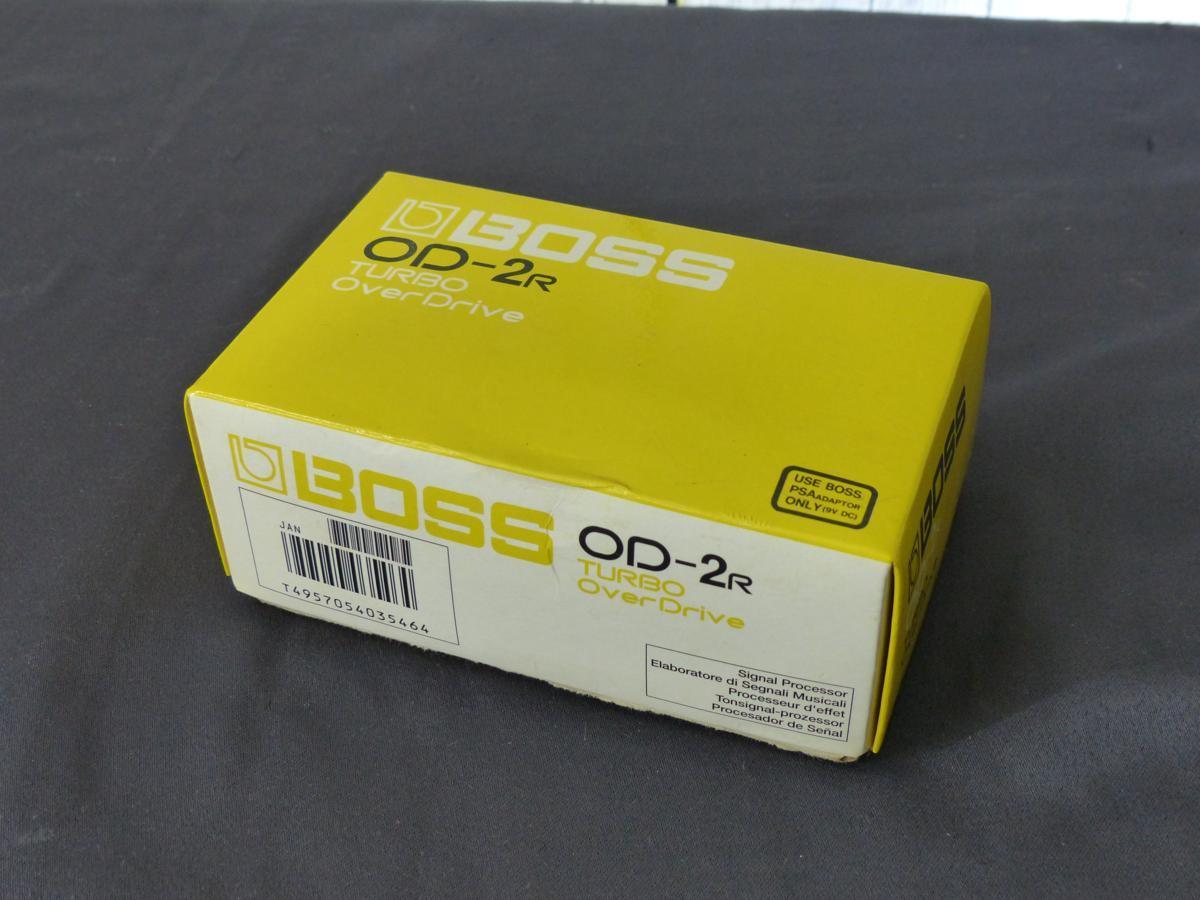 BOSS
OD-2R
TURBO
OverDrive
USE BOSS
PSA ADAPTOR
ONLY (9V DC)
BOSS
OD-2R
TURBO
OverDrive
JAN
T4957054035464
Signal Processor
Elaboratore di Segnali Musicali
Processeur d'effet
Tonsignal-prozessor
Procesador de Señal
BOSS